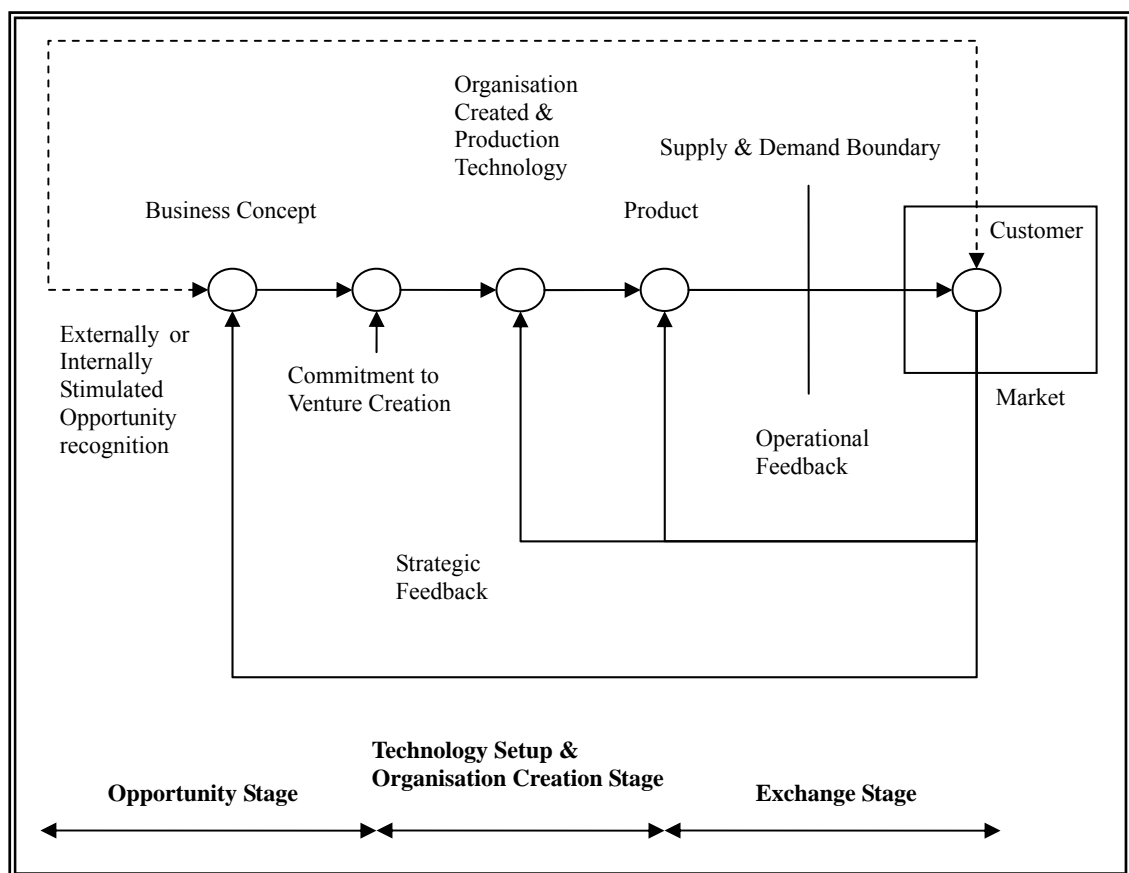 Organisation
Created &
Production
Technology
Supply & Demand Boundary
Business Concept
Product
Customer
Externally or
Internally
Stimulated
Opportunity
recognition
Commitment to
Venture Creation
Market
Operational
Feedback
Strategic
Feedback
Technology Setup &
Organisation Creation Stage
Opportunity Stage
Exchange Stage